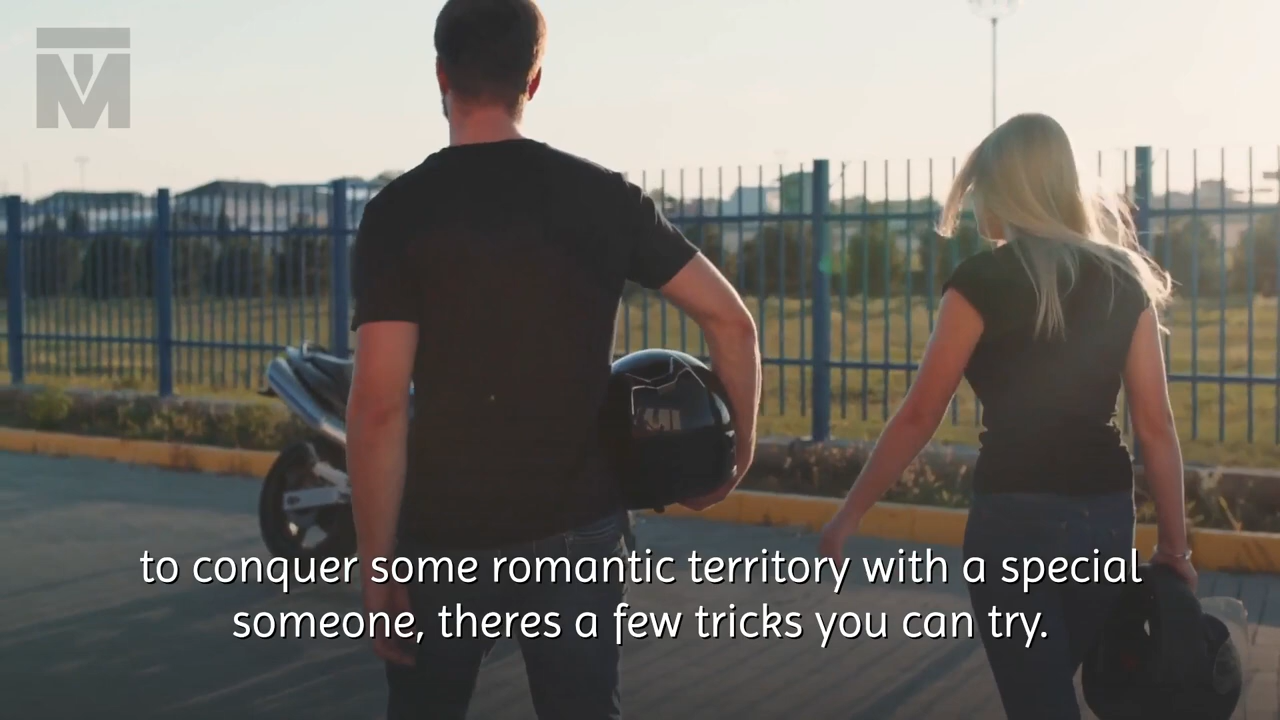 to conquer some romantic territory with a special
someone, theres a few tricks you can try.